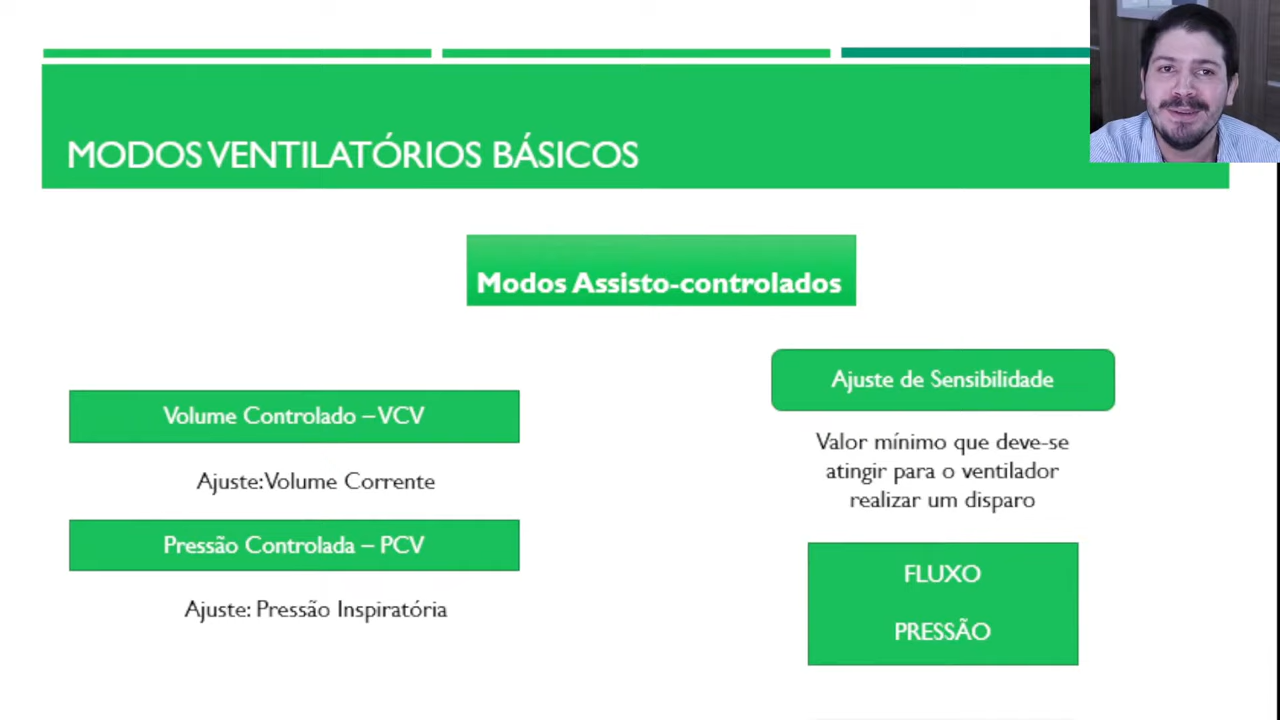 MODOS VENTILATÓRIOS BÁSICOS
Modos Assisto-controlados
Volume Controlado – VCV
Ajuste: Volume Corrente
Pressão Controlada – PCV
Ajuste: Pressão Inspiratória
Ajuste de Sensibilidade
Valor mínimo que deve-se
atingir para o ventilador
realizar um disparo
FLUXO
PRESSÃO